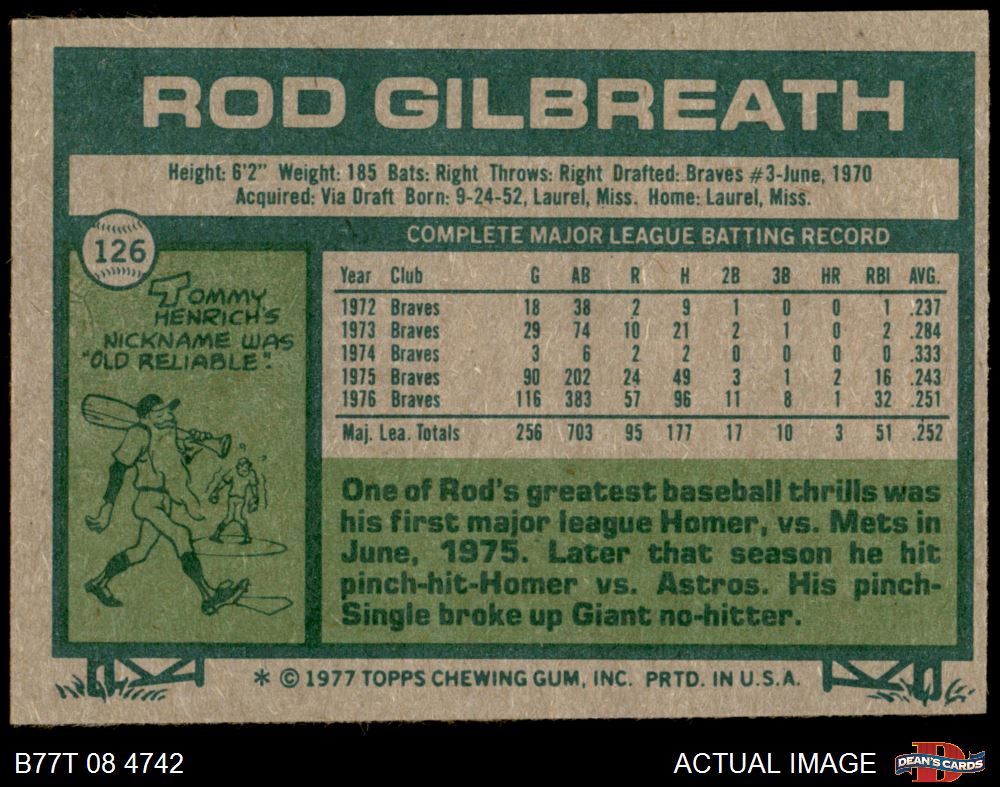 ROD GILBREATH
Height: 6'2" Weight: 185 Bats: Right Throws: Right Drafted: Braves #3-June, 1970
Acquired: Via Draft Born: 9-24-52, Laurel, Miss. Home: Laurel, Miss.
126
TOMMY
HENRICH'S
NICKNAME WAS
"OLD RELIABLE".
COMPLETE MAJOR LEAGUE BATTING RECORD
Year Club G AB R H 2B 3B HR RBI AVG.
1972 Braves 18 38 2 9 1 0 0 1 .237
1973 Braves 29 74 10 21 2 1 0 2 .284
1974 Braves 3 6 2 2 0 0 0 0 .333
1975 Braves 90 202 24 49 3 1 2 16 .243
1976 Braves 116 383 57 96 11 8 1 32 .251
Maj. Lea. Totals 256 703 95 177 17 10 3 51 .252
One of Rod's greatest baseball thrills was
his first major league Homer, vs. Mets in
June, 1975. Later that season he hit
pinch-hit-Homer vs. Astros. His pinch-
Single broke up Giant no-hitter.
* © 1977 TOPPS CHEWING GUM, INC. PRTD. IN U.S.A.
B77T 08 4742
ACTUAL IMAGE
DEAN'S CARDS